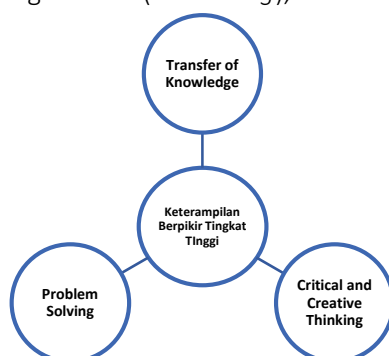 Transfer of
Knowledge
Keterampilan
Berpikir Tingkat
TInggi
Problem
Solving
Critical and
Creative
Thinking